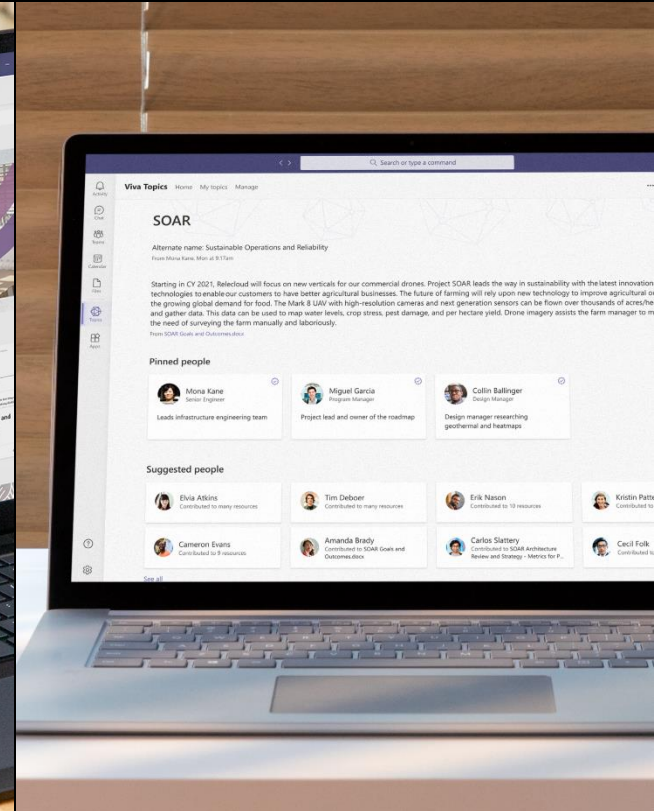 Search or type a command
Activity
Viva Topics Home My topics Manage
Chat
SOAR
Teams
Alternate name: Sustainable Operations and Reliability
From Mona Kane, Mon at 9:17am
Calendar
Starting in CY 2021, Relecloud will focus on new verticals for our commercial drones. Project SOAR leads the way in sustainability with the latest innovation
Files
technologies to enable our customers to have better agricultural businesses. The future of farming will rely upon new technology to improve agricultural
the growing global demand for food. The Mark 8 UAV with high-resolution cameras and next generation sensors can be flown over thousands of acres/
and gather data. This data can be used to map water levels, crop stress, pest damage, and per hectare yield. Drone imagery assists the farm manager to
the need of surveying the farm manually and laboriously.
From SOAR Goals and Outcomes.docx
Topics
Apps
Pinned people
Mona Kane
Senior Engineer
Leads infrastructure engineering team
Miguel Garcia
Program Manager
Project lead and owner of the roadmap
Collin Ballinger
Design Manager
Design manager researching
geothermal and heatmaps
Suggested people
Elvia Atkins
Contributed to many resources
Tim Deboer
Contributed to many resources
Erik Nason
Contributed to 10 resources
Kristin Patte
Contributed to
Cameron Evans
Contributed to 9 resources
Amanda Brady
Contributed to SOAR Goals and
Outcomes.docx
Carlos Slattery
Contributed to SOAR Architecture
Review and Strategy - Metrics for P...
Cecil Folk
Contributed to
See all